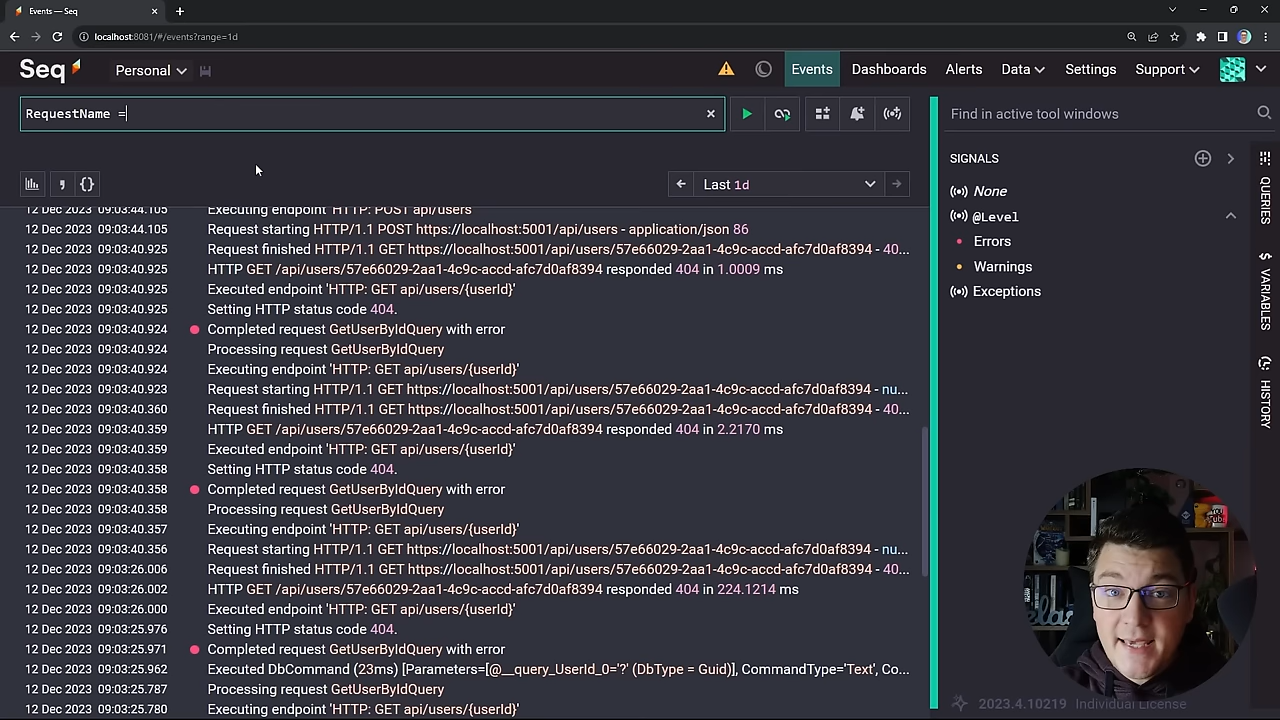 Events — Seq
localhost:8081/#/events?range=1d
Seq
Personal
Events
Dashboards
Alerts
Data
Settings
Support
RequestName =
Find in active tool windows
Last 1d
SIGNALS
None
@Level
Errors
Warnings
Exceptions
QUERIES
$ VARIABLES
HISTORY
12 Dec 2023 09:03:44.105 Executing endpoint 'HTTP: POST api/users'
12 Dec 2023 09:03:44.105 Request starting HTTP/1.1 POST https://localhost:5001/api/users - application/json 86
12 Dec 2023 09:03:40.925 Request finished HTTP/1.1 GET https://localhost:5001/api/users/57e66029-2aa1-4c9c-accd-afc7d0af8394 - 40...
12 Dec 2023 09:03:40.925 HTTP GET /api/users/57e66029-2aa1-4c9c-accd-afc7d0af8394 responded 404 in 1.0009 ms
12 Dec 2023 09:03:40.925 Executed endpoint 'HTTP: GET api/users/{userId}'
12 Dec 2023 09:03:40.925 Setting HTTP status code 404.
12 Dec 2023 09:03:40.924 Completed request GetUserByIdQuery with error
12 Dec 2023 09:03:40.924 Processing request GetUserByIdQuery
12 Dec 2023 09:03:40.924 Executing endpoint 'HTTP: GET api/users/{userId}'
12 Dec 2023 09:03:40.923 Request starting HTTP/1.1 GET https://localhost:5001/api/users/57e66029-2aa1-4c9c-accd-afc7d0af8394 - nu...
12 Dec 2023 09:03:40.360 Request finished HTTP/1.1 GET https://localhost:5001/api/users/57e66029-2aa1-4c9c-accd-afc7d0af8394 - 40...
12 Dec 2023 09:03:40.359 HTTP GET /api/users/57e66029-2aa1-4c9c-accd-afc7d0af8394 responded 404 in 2.2170 ms
12 Dec 2023 09:03:40.359 Executed endpoint 'HTTP: GET api/users/{userId}'
12 Dec 2023 09:03:40.358 Setting HTTP status code 404.
12 Dec 2023 09:03:40.358 Completed request GetUserByIdQuery with error
12 Dec 2023 09:03:40.358 Processing request GetUserByIdQuery
12 Dec 2023 09:03:40.357 Executing endpoint 'HTTP: GET api/users/{userId}'
12 Dec 2023 09:03:40.356 Request starting HTTP/1.1 GET https://localhost:5001/api/users/57e66029-2aa1-4c9c-accd-afc7d0af8394 - nu...
12 Dec 2023 09:03:26.006 Request finished HTTP/1.1 GET https://localhost:5001/api/users/57e66029-2aa1-4c9c-accd-afc7d0af8394 - 40...
12 Dec 2023 09:03:26.002 HTTP GET /api/users/57e66029-2aa1-4c9c-accd-afc7d0af8394 responded 404 in 224.1214 ms
12 Dec 2023 09:03:26.000 Executed endpoint 'HTTP: GET api/users/{userId}'
12 Dec 2023 09:03:25.976 Setting HTTP status code 404.
12 Dec 2023 09:03:25.971 Completed request GetUserByIdQuery with error
12 Dec 2023 09:03:25.962 Executed DbCommand (23ms) [Parameters=[@__query_UserId_0='?' (DbType = Guid)], CommandType='Text', Co...
12 Dec 2023 09:03:25.787 Processing request GetUserByIdQuery
12 Dec 2023 09:03:25.780 Executing endpoint 'HTTP: GET api/users/{userId}'
2023.4.10219 Individual License